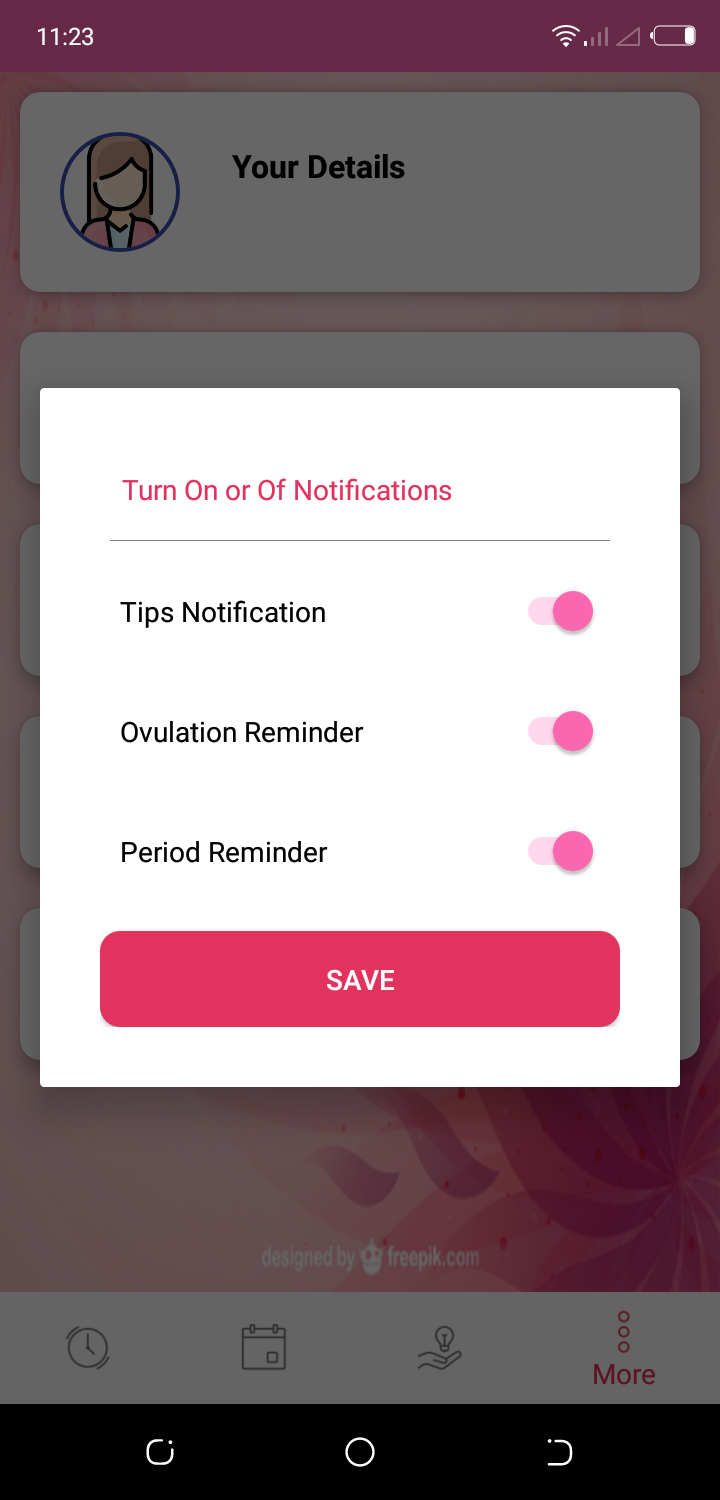 11:23
Your Details
Turn On or Of Notifications
Tips Notification
Ovulation Reminder
Period Reminder
SAVE
designed by freepik.com
More